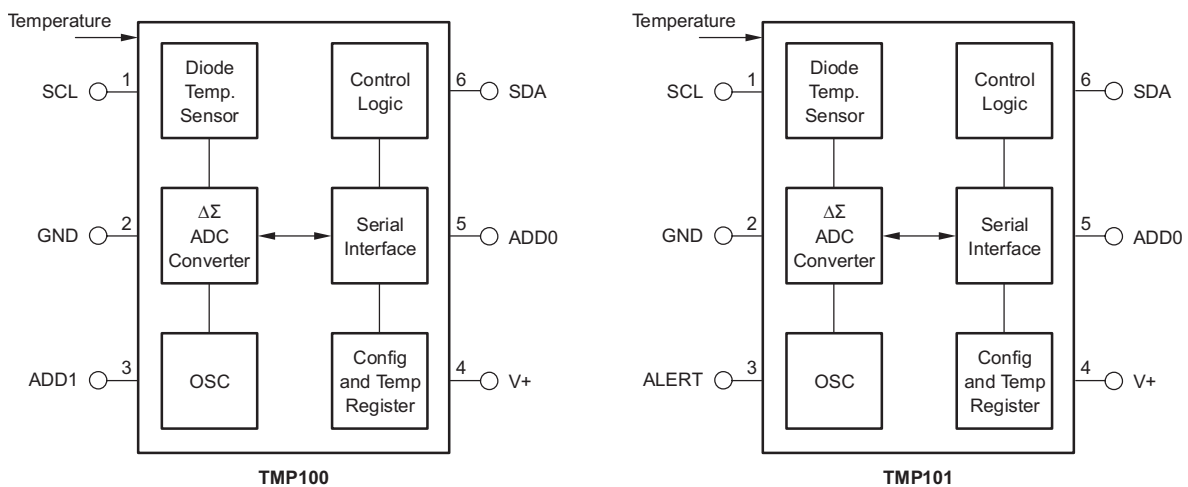 Temperature
SCL
1
GND
2
ADD1
3
Diode
Temp.
Sensor
ΔΣ
ADC
Converter
OSC
Control
Logic
Serial
Interface
Config
and Temp
Register
6
SDA
5
ADD0
4
V+
TMP100
Temperature
SCL
1
GND
2
ALERT
3
Diode
Temp.
Sensor
ΔΣ
ADC
Converter
OSC
Control
Logic
Serial
Interface
Config
and Temp
Register
6
SDA
5
ADD0
4
V+
TMP101